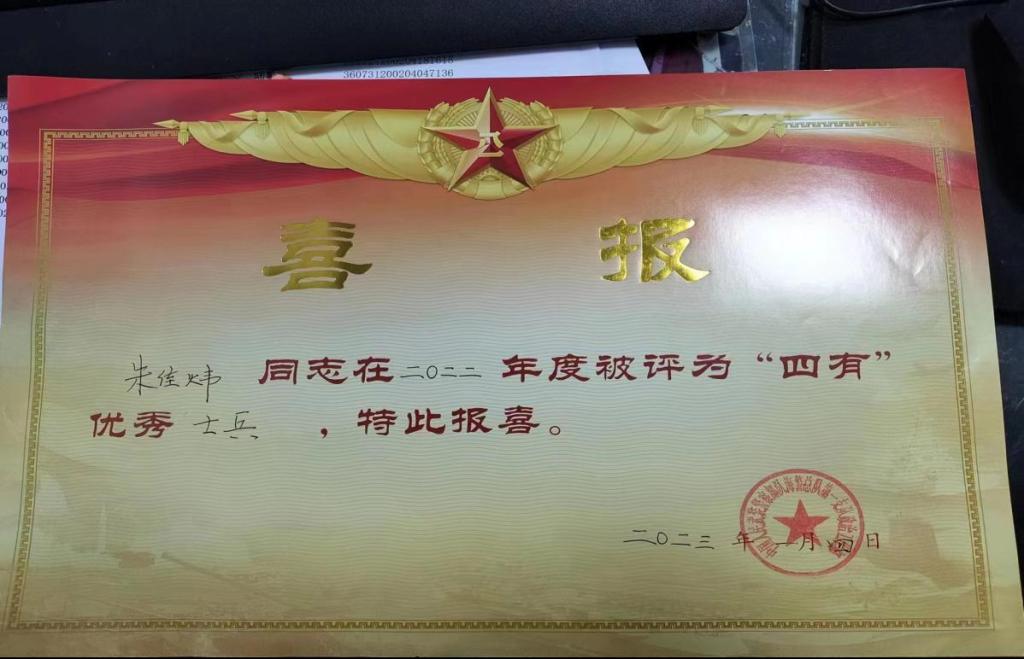 360731200204181618
360731200204047136
喜报
朱佳炜 同志在二〇二二年度被评为“四有”
优秀士兵，特此报喜。
二〇二三年一月四日